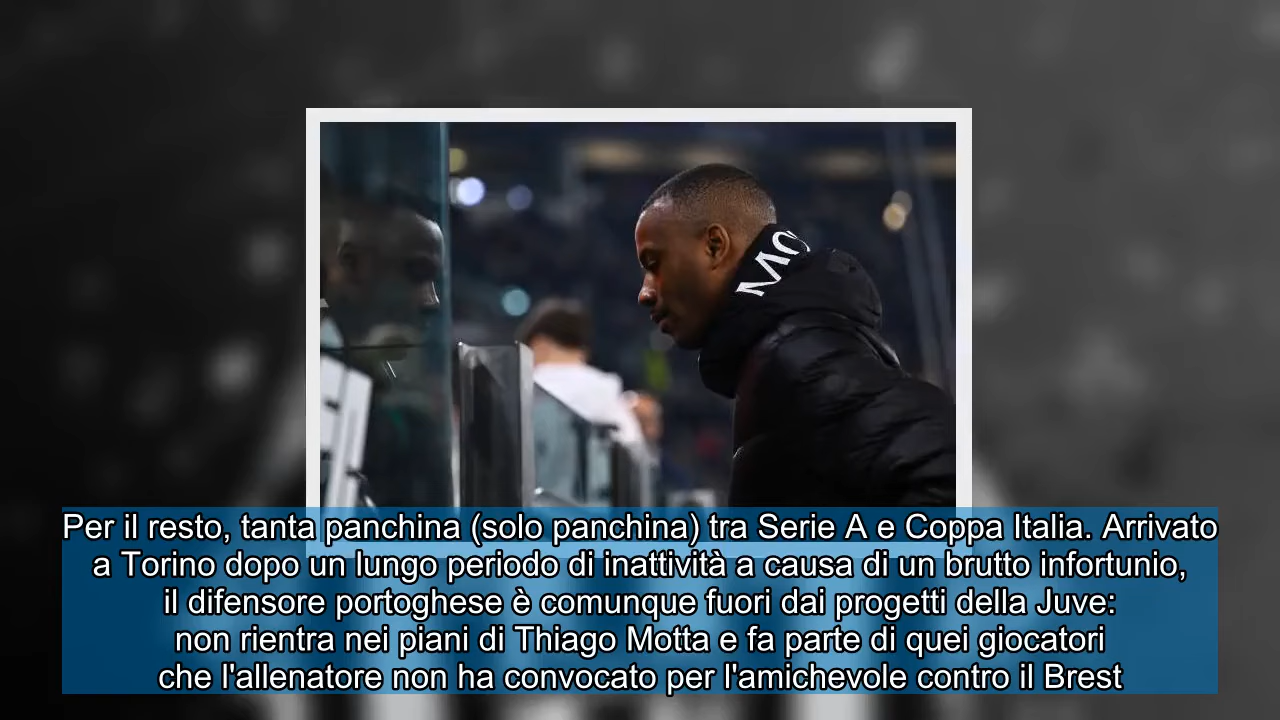 MO
Per il resto, tanta panchina (solo panchina) tra Serie A e Coppa Italia. Arrivato
a Torino dopo un lungo periodo di inattività a causa di un brutto infortunio,
il difensore portoghese è comunque fuori dai progetti della Juve:
non rientra nei piani di Thiago Motta e fa parte di quei giocatori
che l'allenatore non ha convocato per l'amichevole contro il Brest